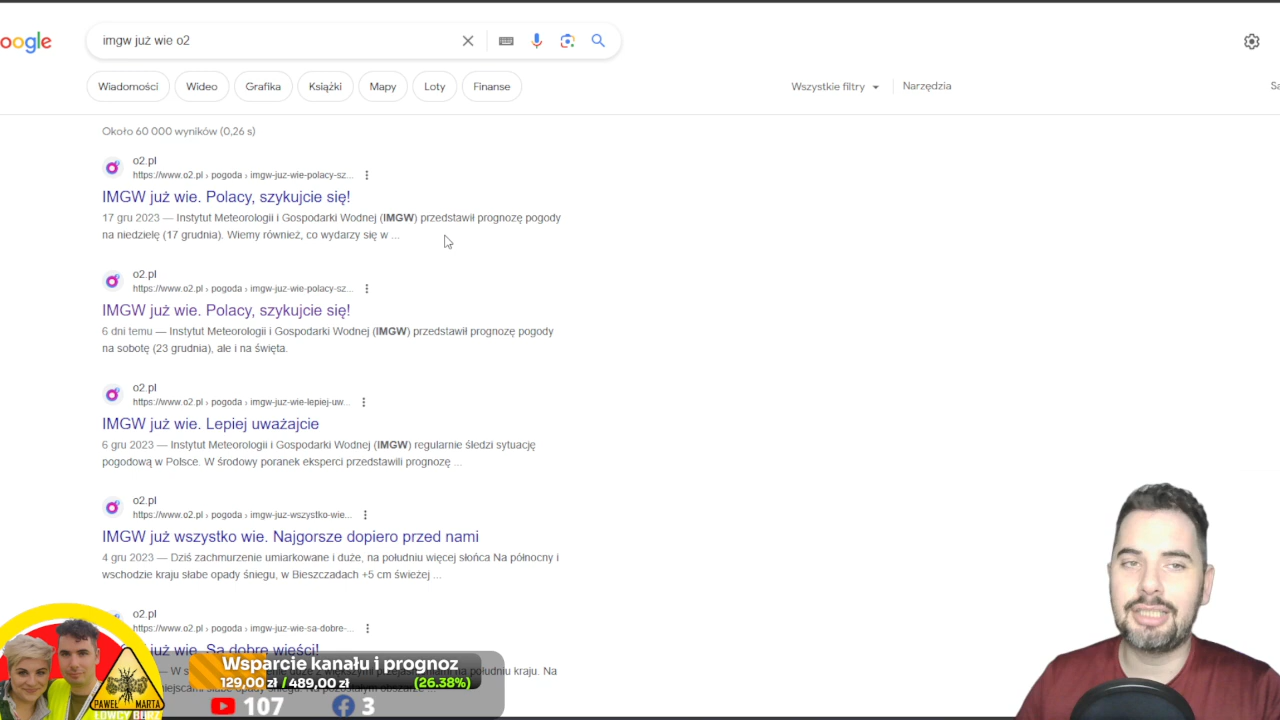 oogle
imgw już wie o2
Wiadomości
Wideo
Grafika
Książki
Mapy
Loty
Finanse
Wszystkie filtry
Narzędzia
Około 60 000 wyników (0,26 s)
o2.pl
https://www.o2.pl › pogoda › imgw-juz-wie-polacy-sz...
IMGW już wie. Polacy, szykujcie się!
17 gru 2023 — Instytut Meteorologii i Gospodarki Wodnej (IMGW) przedstawił prognozę pogody
na niedzielę (17 grudnia). Wiemy również, co wydarzy się w ...
o2.pl
https://www.o2.pl › pogoda › imgw-juz-wie-polacy-sz...
IMGW już wie. Polacy, szykujcie się!
6 dni temu — Instytut Meteorologii i Gospodarki Wodnej (IMGW) przedstawił prognozę pogody
na sobotę (23 grudnia), ale i na święta.
o2.pl
https://www.o2.pl › pogoda › imgw-juz-wie-lepiej-uw...
IMGW już wie. Lepiej uważajcie
6 gru 2023 — Instytut Meteorologii i Gospodarki Wodnej (IMGW) regularnie śledzi sytuację
pogodową w Polsce. W środowy poranek eksperci przedstawili prognozę ...
o2.pl
https://www.o2.pl › pogoda › imgw-juz-wszystko-wie...
IMGW już wszystko wie. Najgorsze dopiero przed nami
4 gru 2023 — Dziś zachmurzenie umiarkowane i duże, na południu więcej słońca Na północny i
wschodzie kraju słabe opady śniegu, w Bieszczadach +5 cm świeżej ...
o2.pl
https://www.o2.pl › pogoda › imgw-juz-wie-sa-dobre-...
już wie. Są dobre wieści!
południu kraju. Na
Wsparcie kanału i prognoz
129,00 zł / 489,00 zł (26.38%)
107
3
PAWEŁ MARTA
ŁOWCY BURZ